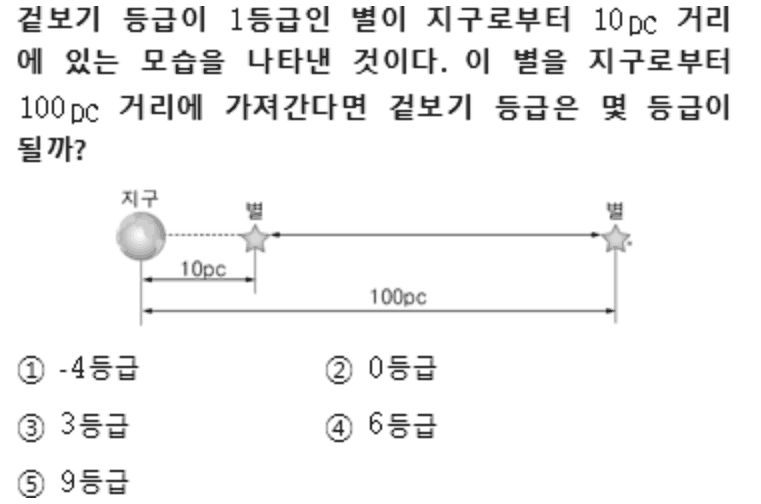 겉보기 등급이 1등급인 별이 지구로부터 10pc 거리
에 있는 모습을 나타낸 것이다. 이 별을 지구로부터
100pc 거리에 가져간다면 겉보기 등급은 몇 등급이
될까?
지구
별
별
10pc
100pc
① -4등급 ② 0등급
③ 3등급 ④ 6등급
⑤ 9등급